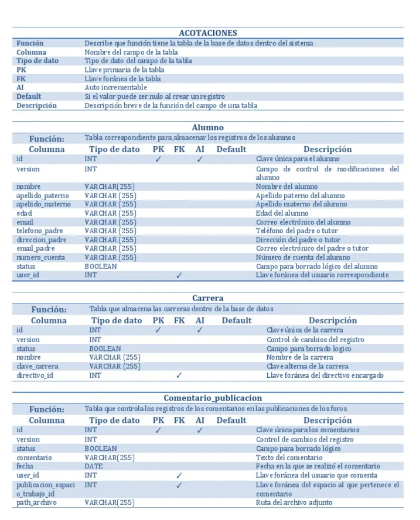 ACOTACIONES
Función Describe que función tiene la tabla de la base de datos dentro del sistema
Columna Nombre del campo de la tabla
Tipo de dato Tipo de dato del campo de la tabla
PK Llave primaria de la tabla
FK Llave foránea de la tabla
AI Auto incrementable
Default Si el valor puede ser nulo al crear un registro
Descripción Descripción breve de la función del campo de una tabla
Alumno
Función: Tabla correspondiente para almacenar los registros de los alumnos
Columna Tipo de dato PK FK AI Default Descripción
id INT ✓ ✓ Clave única para el alumno
version INT Campo de control de modificaciones del
alumno
nombre VARCHAR(255) Nombre del alumno
apellido_paterno VARCHAR (255) Apellido paterno del alumno
apellido_materno VARCHAR (255) Apellido materno del alumno
edad VARCHAR (255) Edad del alumno
email VARCHAR (255) Correo electrónico del alumno
telefono_padre VARCHAR (255) Teléfono del padre o tutor
direccion_padre VARCHAR (255) Dirección del padre o tutor
email_padre VARCHAR (255) Correo electrónico del padre o tutor
numero_cuenta VARCHAR (255) Número de cuenta del alumno
status BOOLEAN Campo para borrado lógico del alumno
user_id INT ✓ Llave foránea del usuario correspondiente
Carrera
Función: Tabla que almacena las carreras dentro de la base de datos
Columna Tipo de dato PK FK AI Default Descripción
id INT ✓ ✓ Clave única de la carrera
version INT Control de cambios del registro
status BOOLEAN Campo para borrado lógico
nombre VARCHAR (255) Nombre de la carrera
clave_carrera VARCHAR (255) Clave alterna de la carrera
directivo_id INT ✓ Llave foránea del directivo encargado
Comentario_publicacion
Función: Tabla que controla los registros de los comentarios en las publicaciones de los foros
Columna Tipo de dato PK FK AI Default Descripción
id INT ✓ ✓ Clave única para los comentarios
version INT Control de cambios del registro
status BOOLEAN Campo para borrado lógico
comentario VARCHAR(255) Texto del comentario
fecha DATE Fecha en la que se realizó el comentario
user_id INT ✓ Llave foránea del usuario que comenta
publicacion_espaci INT ✓ Llave foránea del espacio al que pertenece el
o_trabajo_id comentario
path_archivo VARCHAR(255) Ruta del archivo adjunto